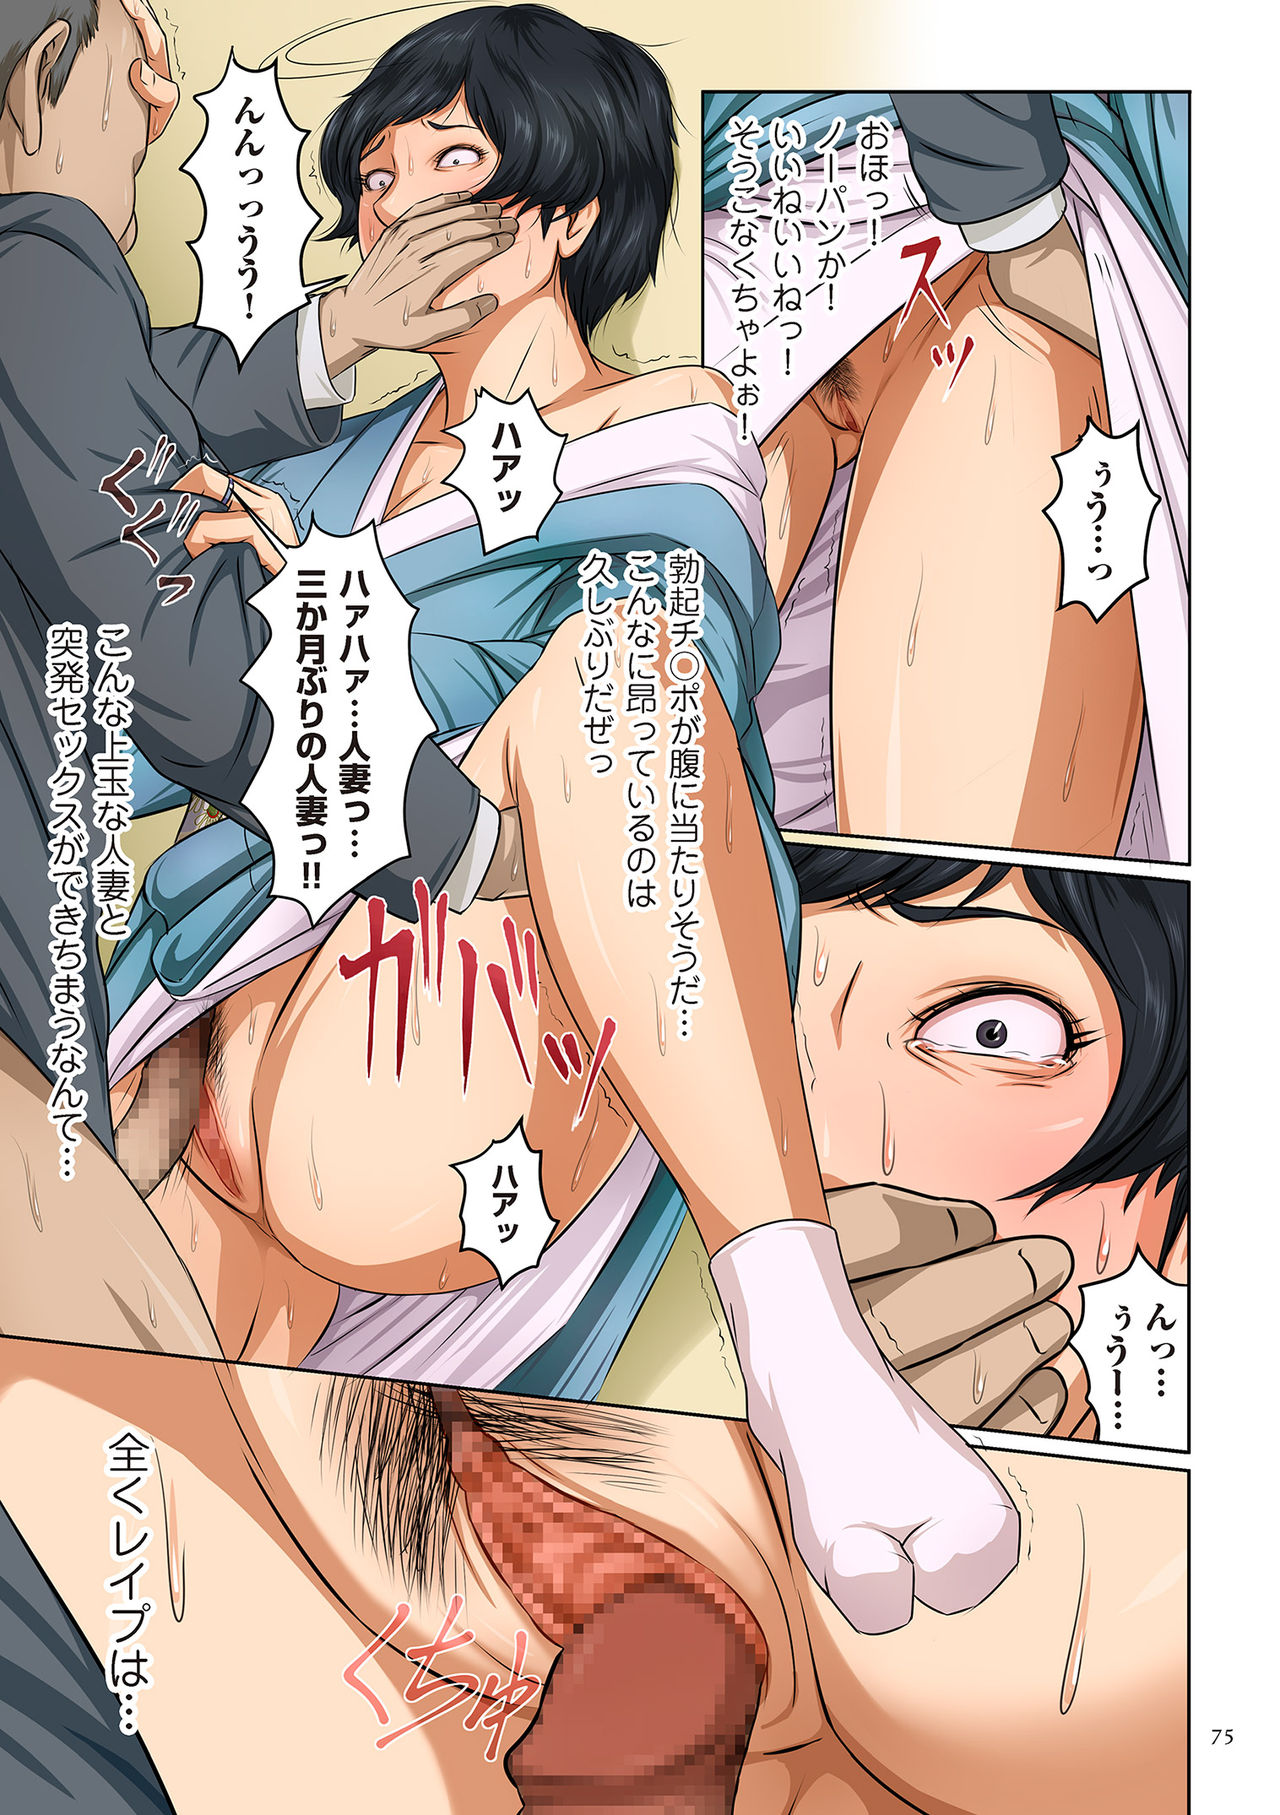 おほっ！
ノーパンか！
いいねいいねっ！
そうこなくちゃよぉ！
スッ
ぅう…っ
んっ…
ぅうー…
んんっっうう！
ぐぐっ
ハアッ
ハァハァ…人妻っ…
三か月ぶりの人妻っ!!
勃起チ○ポが腹に当たりそうだ…
こんなに昂っているのは
久しぶりだぜっ
ガバッ
ハアッ
こんな上玉な人妻と
突発セックスができちまうなんて…
全くレイプは…
くちゅ
75